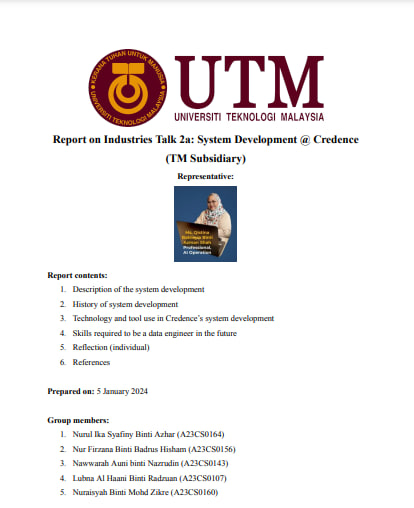 KERANA TUHAN UNTUK MANUSIA
UNIVERSITI TEKNOLOGI MALAYSIA
UTM
UNIVERSITI TEKNOLOGI MALAYSIA
Report on Industries Talk 2a: System Development @ Credence
(TM Subsidiary)
Representative:
Ms. Qistina
Binti
Shah
Professional,
AI Operation
Report contents:
1. Description of the system development
2. History of system development
3. Technology and tool use in Credence's system development
4. Skills required to be a data engineer in the future
5. Reflection (individual)
6. References
Prepared on: 5 January 2024
Group members:
1. Nurul Ika Syafiny Binti Azhar (A23CS0164)
2. Nur Firzana Binti Badrus Hisham (A23CS0156)
3. Nawwarah Auni binti Nazrudin (A23CS0143)
4. Lubna Al Haani Binti Radzuan (A23CS0107)
5. Nuraisyah Binti Mohd Zikre (A23CS0160)